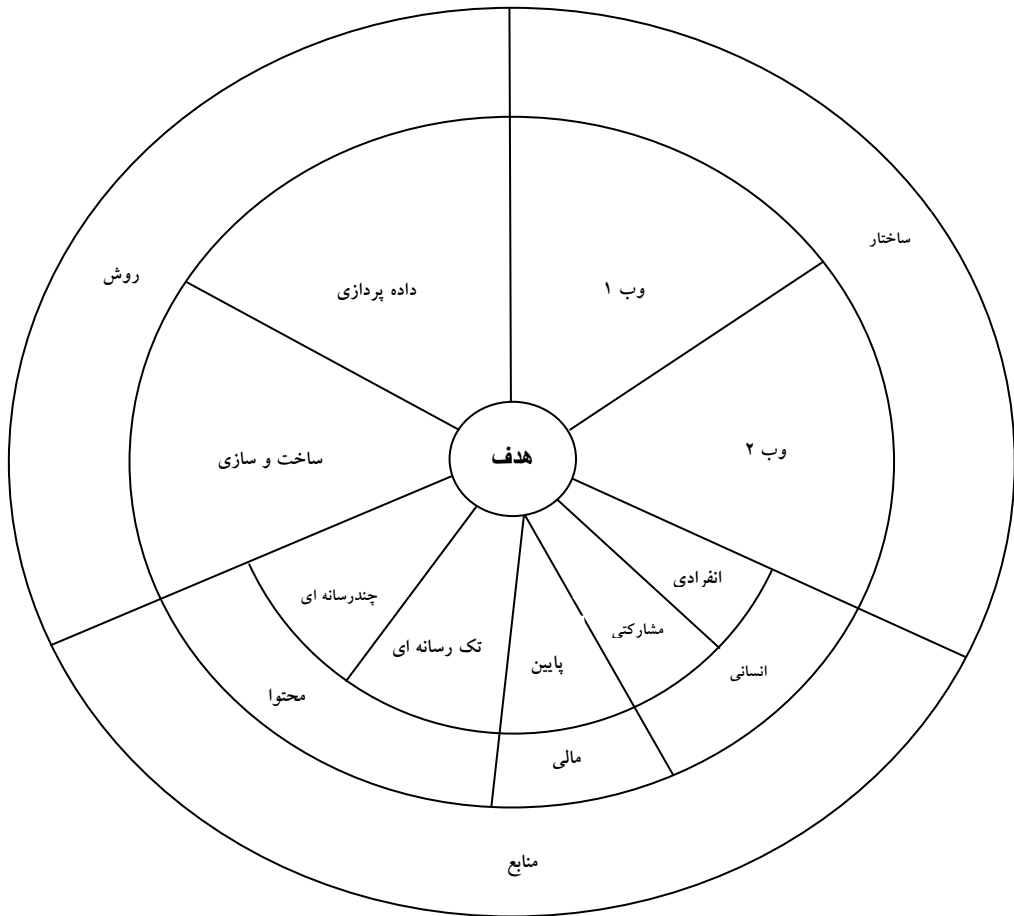 ساختار
روش
وب ۱
داده پردازی
وب ۲
هدف
ساخت و سازی
انفرادی
چندرسانه ای
مشارکتی
تک رسانه ای
پایین
انسانی
محتوا
مالی
منابع